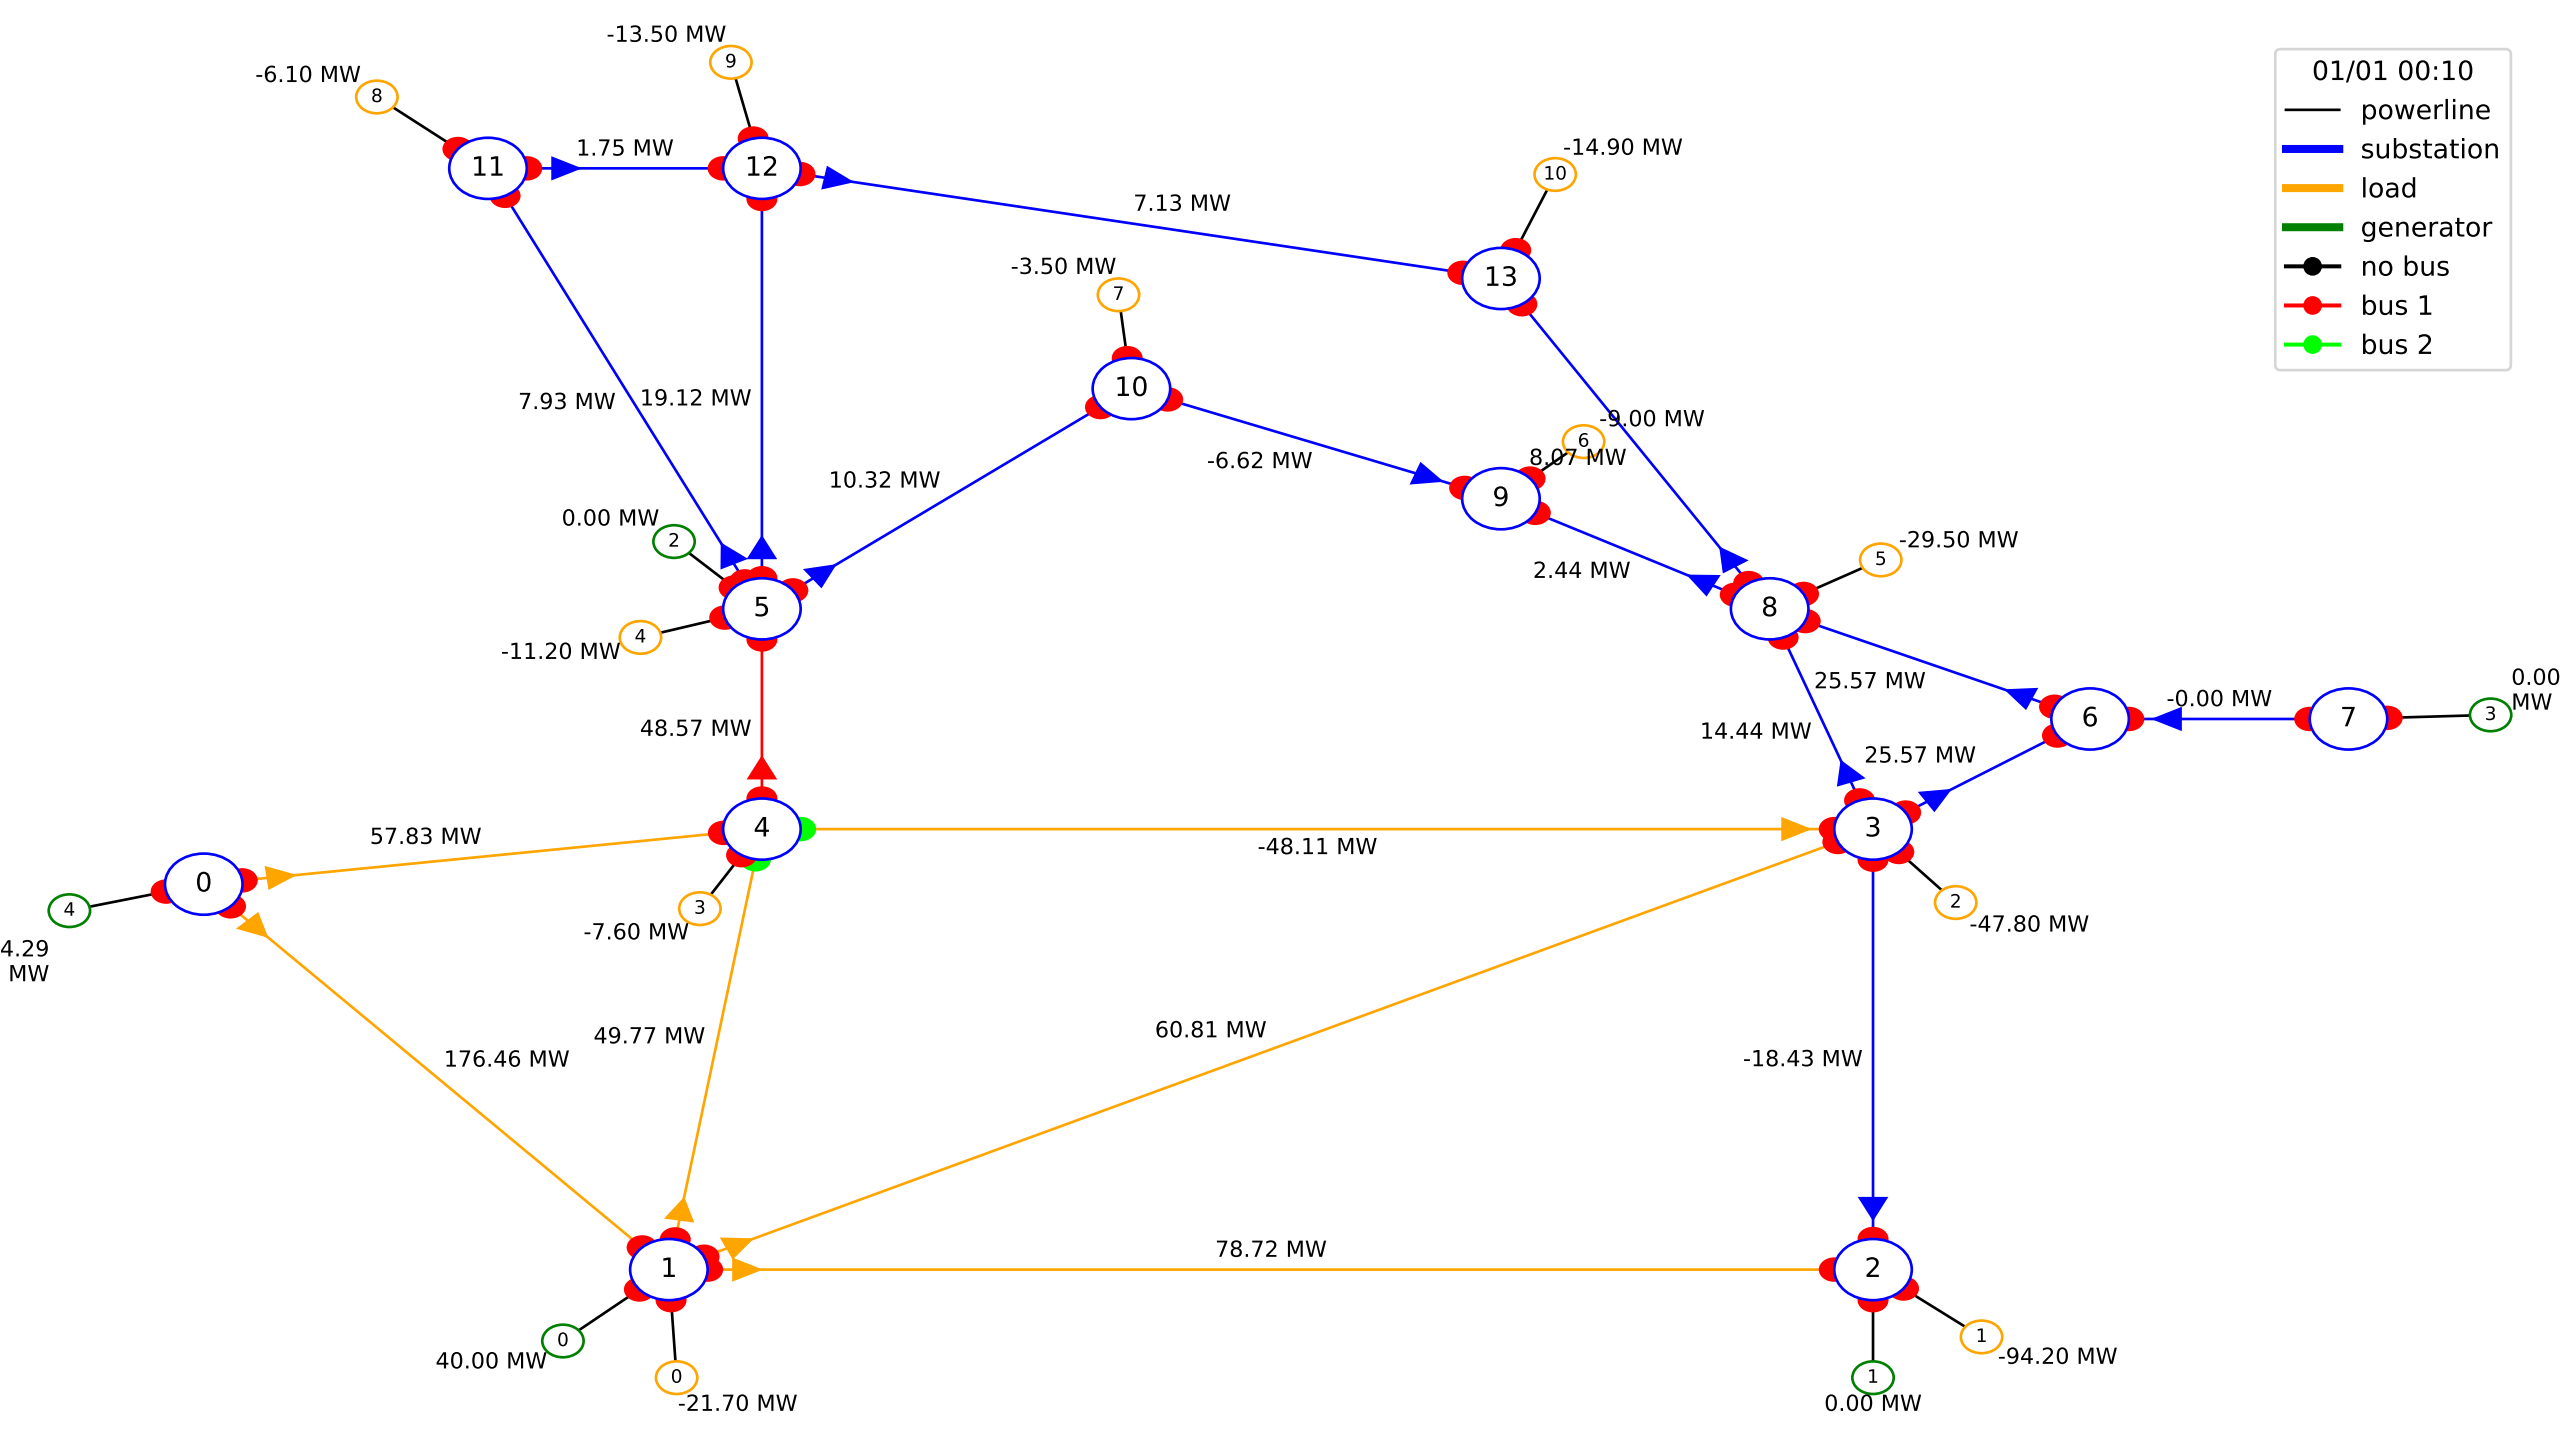 -13.50 MW
9
-6.10 MW
8
01/01 00:10
powerline
substation
load
generator
no bus
bus 1
bus 2
11
1.75 MW
12
-14.90 MW
10
7.13 MW
13
-3.50 MW
7
10
7.93 MW
19.12 MW
-9.00 MW
6
8.07 MW
-6.62 MW
9
10.32 MW
0.00 MW
2
-29.50 MW
5
2.44 MW
5
8
4
-11.20 MW
25.57 MW
0.00
MW
3
-0.00 MW
6
7
48.57 MW
14.44 MW
25.57 MW
57.83 MW
4
3
-48.11 MW
0
4
4.29
MW
3
-7.60 MW
2
-47.80 MW
49.77 MW
60.81 MW
176.46 MW
-18.43 MW
78.72 MW
1
2
0
40.00 MW
0
-21.70 MW
1
-94.20 MW
1
0.00 MW